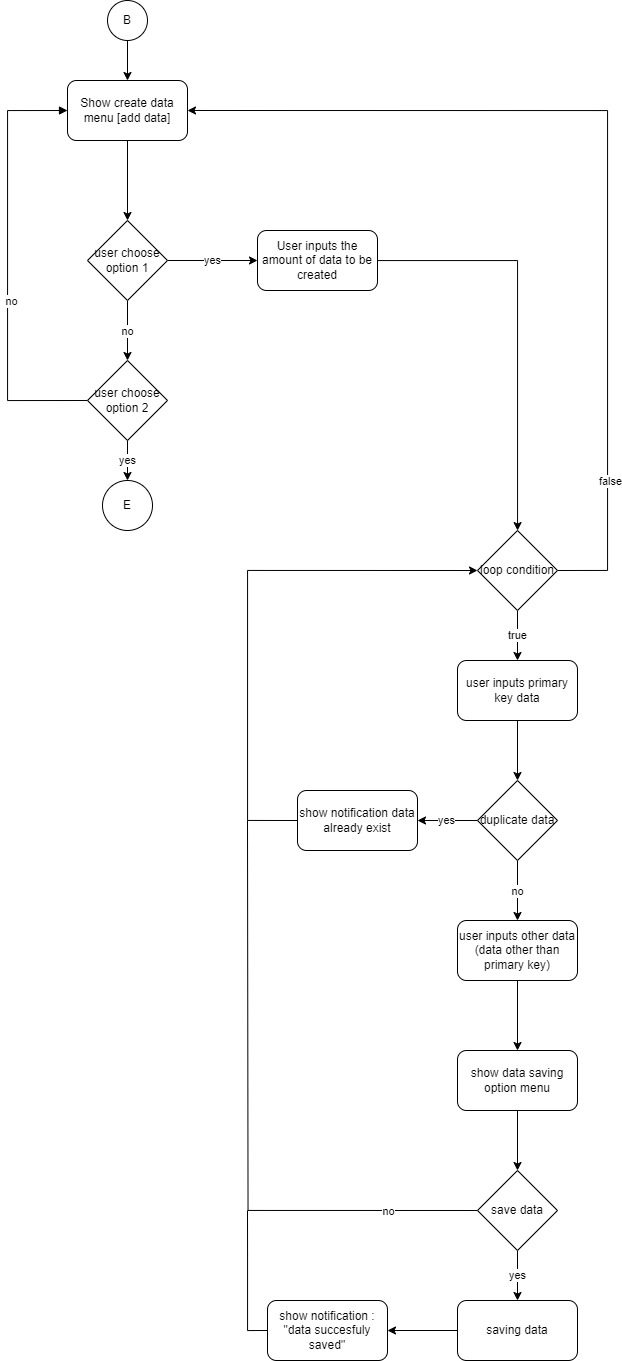 B
Show create data
menu [add data]
user choose
option 1
yes
User inputs the
amount of data to be
created
no
no
user choose
option 2
yes
E
false
loop condition
true
user inputs primary
key data
show notification data
already exist
yes
duplicate data
no
user inputs other data
(data other than
primary key)
show data saving
option menu
no
save data
yes
show notification :
"data succesfuly
saved"
saving data